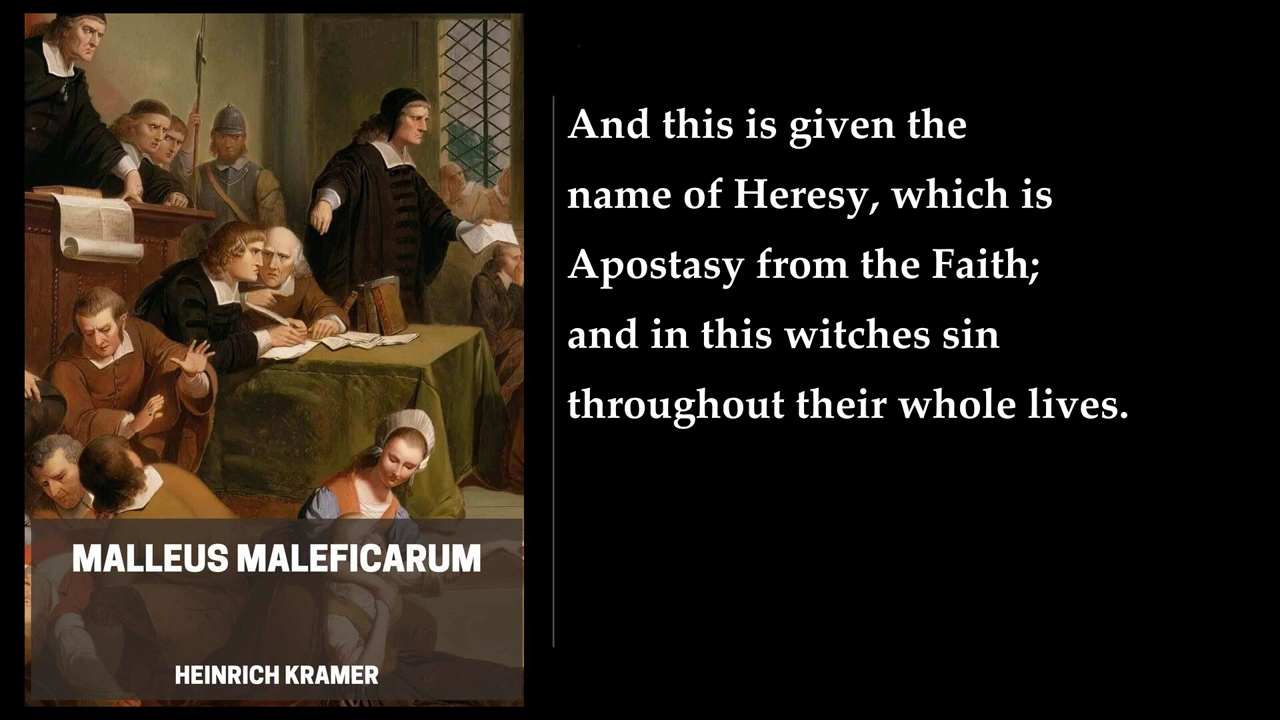 MALLEUS MALEFICARUM
HEINRICH KRAMER
And this is given the
name of Heresy, which is
Apostasy from the Faith;
and in this witches sin
throughout their whole lives.